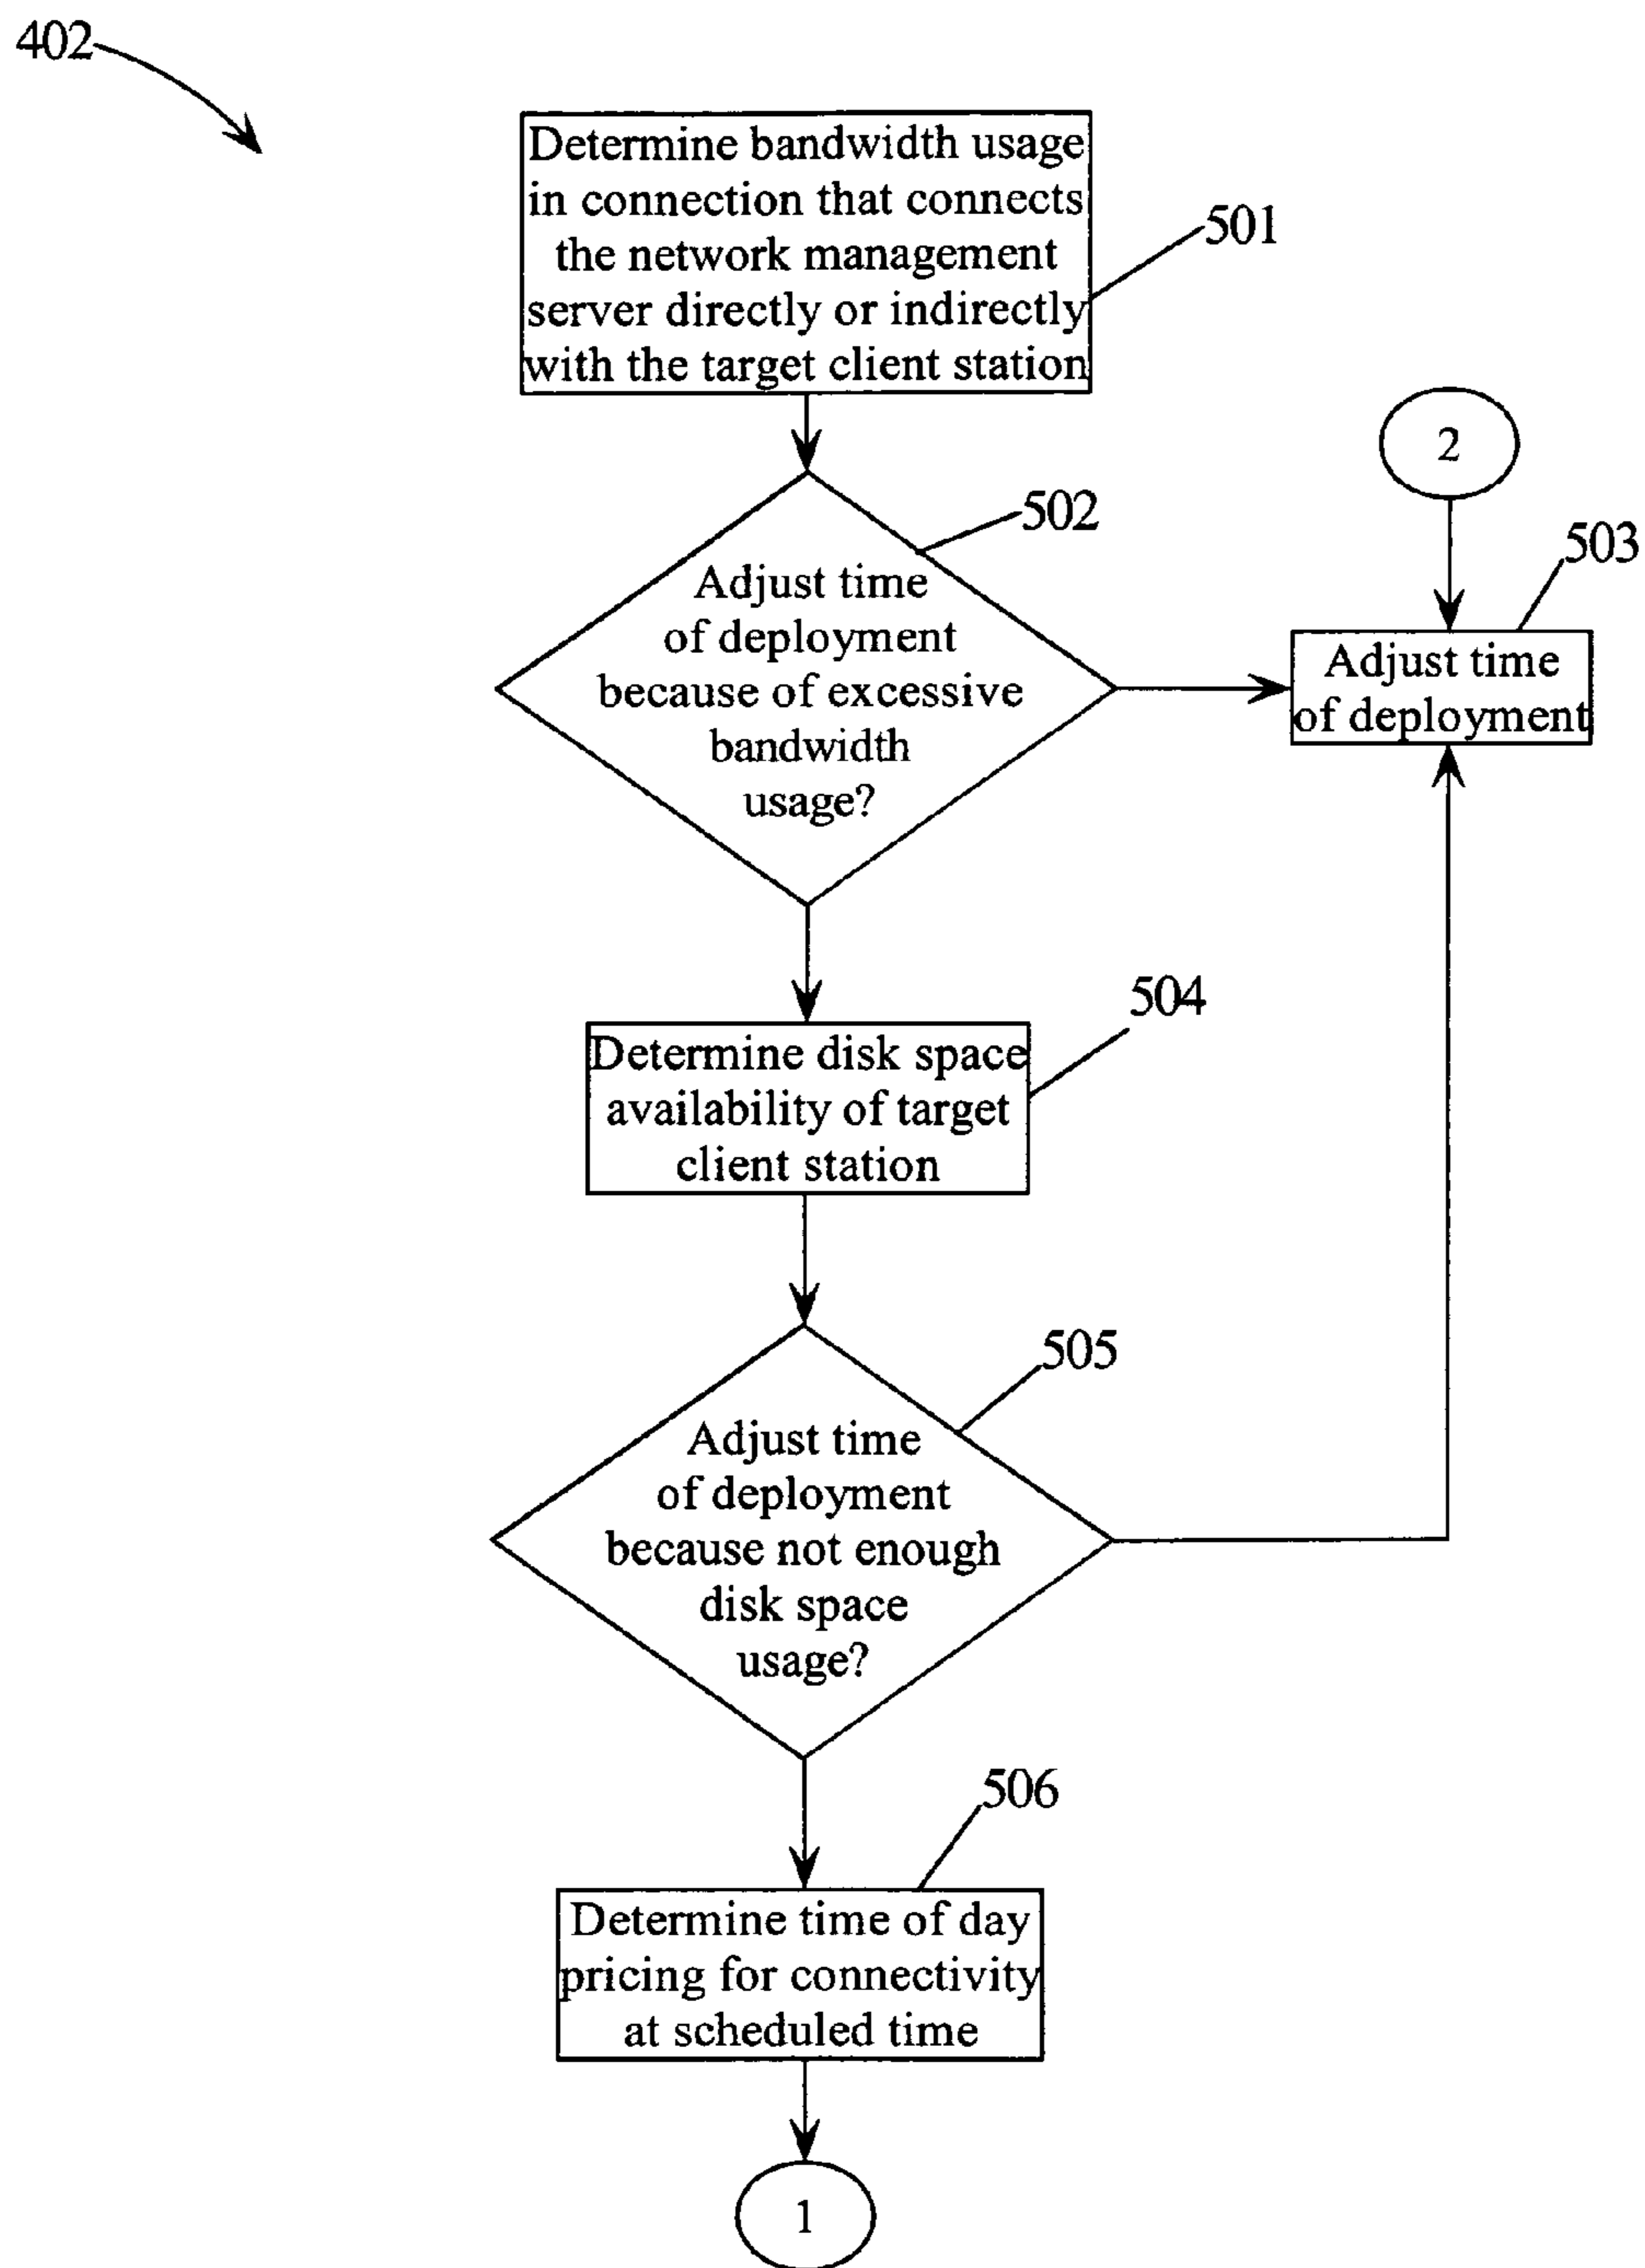 402
Determine bandwidth usage
in connection that connects
the network management
server directly or indirectly
with the target client station
501
2
502
503
Adjust time
of deployment
because of excessive
bandwidth
usage?
Adjust time
of deployment
504
Determine disk space
availability of target
client station
505
Adjust time
of deployment
because not enough
disk space
usage?
506
Determine time of day
pricing for connectivity
at scheduled time
1